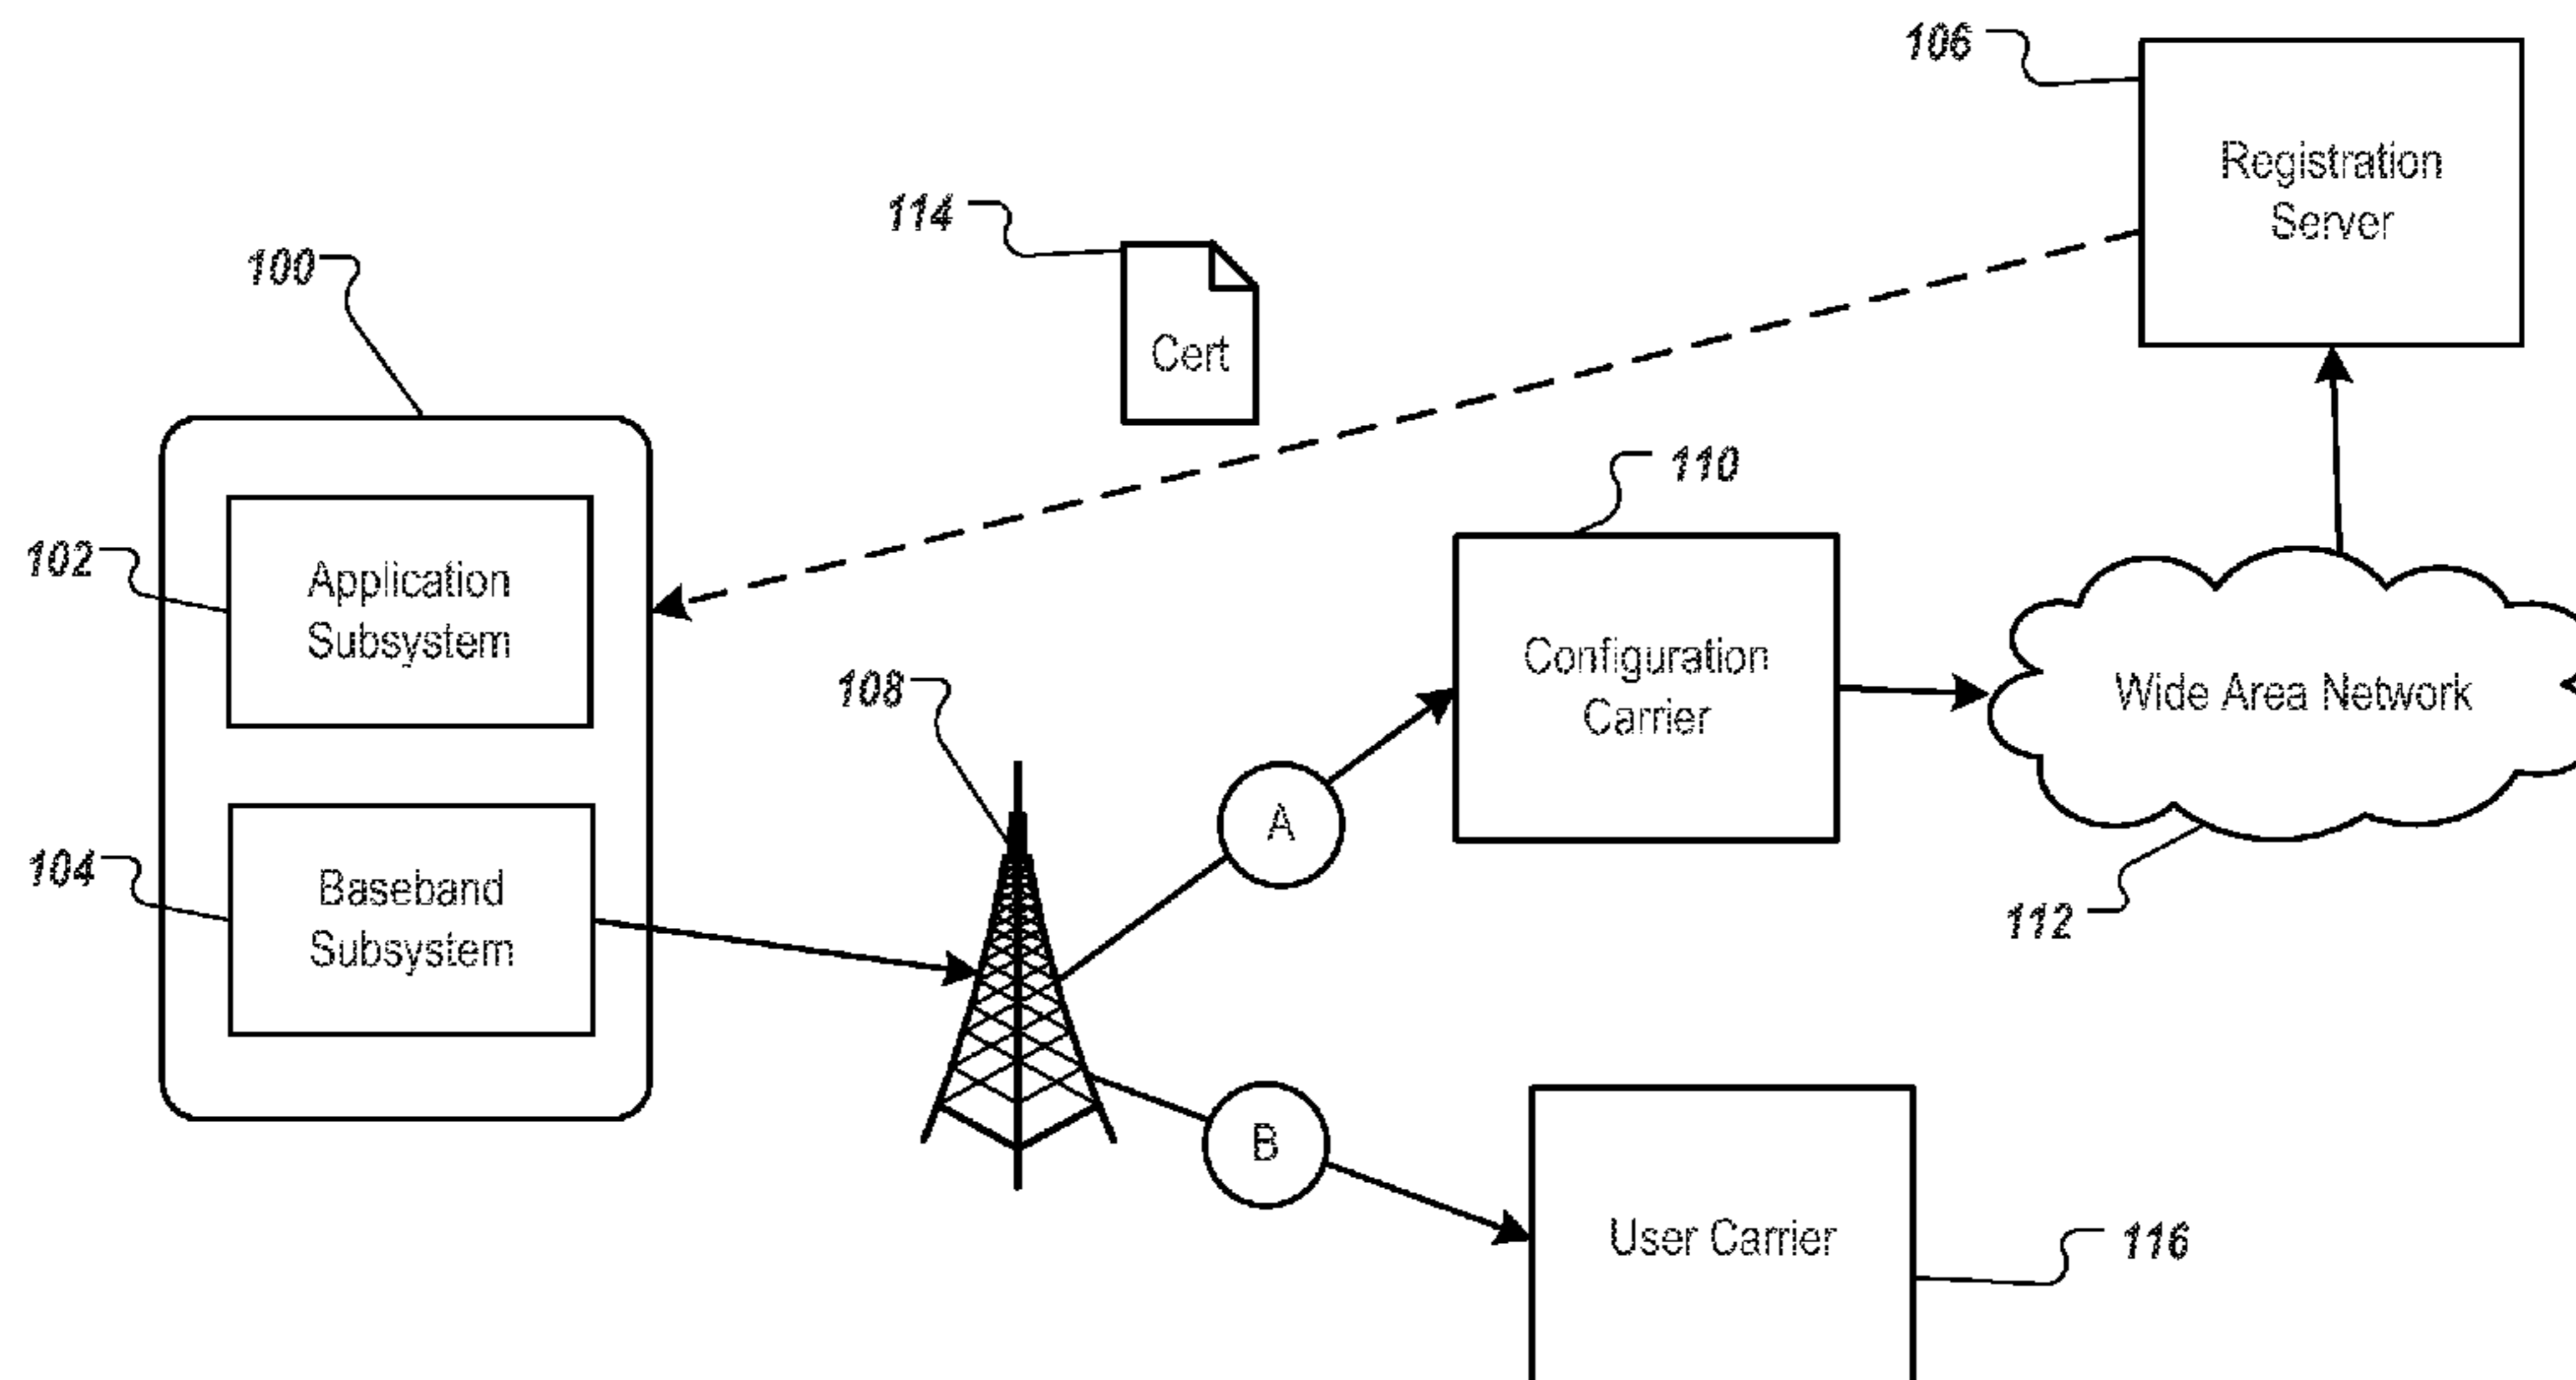 106
Registration
Server
114
Cert
100
110
102
Application
Subsystem
108
Configuration
Carrier
Wide Area Network
A
104
Baseband
Subsystem
112
B
User Carrier
116